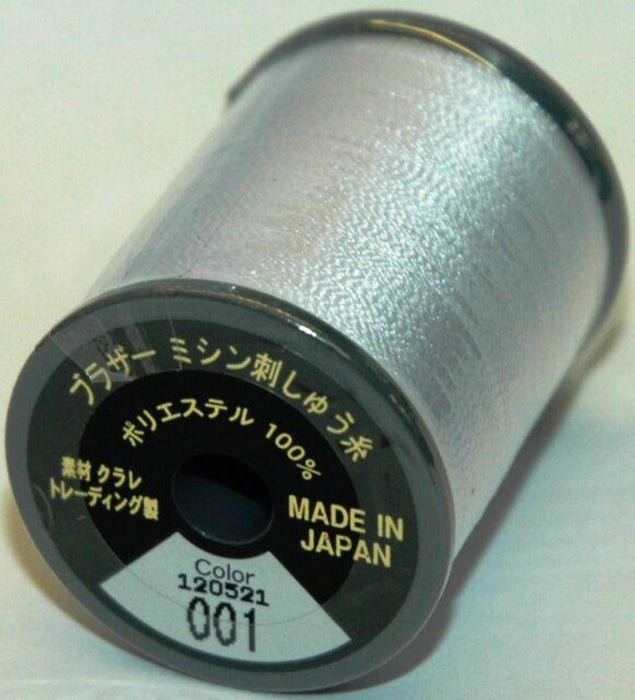 ブラザー ミシン刺しゅう糸
ポリエステル 100%
素材 クラレ
トレーディング製
MADE IN
JAPAN
Color
120521
001